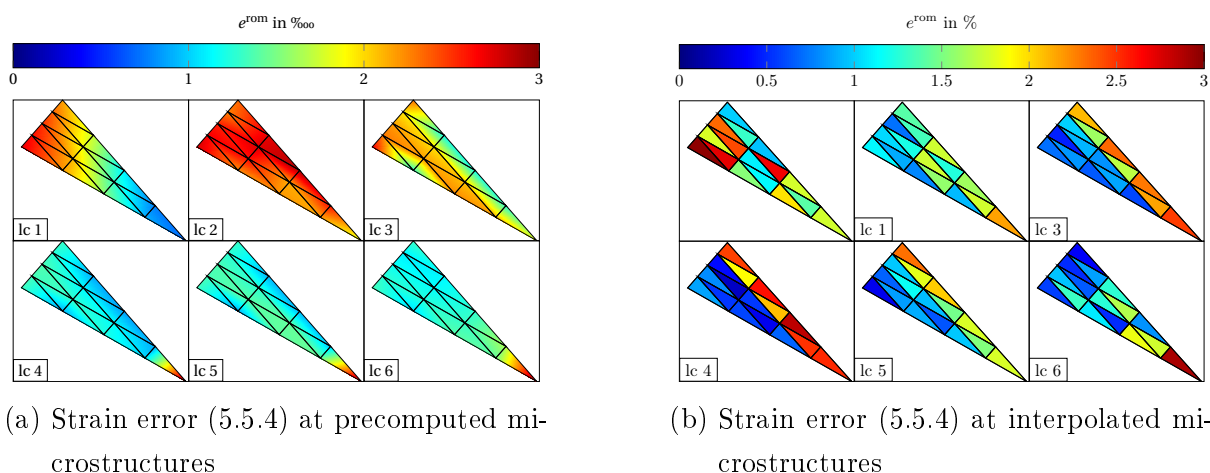 e^rom in ‱
0 1 2 3
lc 1 lc 2 lc 3
lc 4 lc 5 lc 6
(a) Strain error (5.5.4) at precomputed mi-
crostructures
e^rom in %
0 0.5 1 1.5 2 2.5 3
lc 1 lc 3
lc 4 lc 5 lc 6
(b) Strain error (5.5.4) at interpolated mi-
crostructures